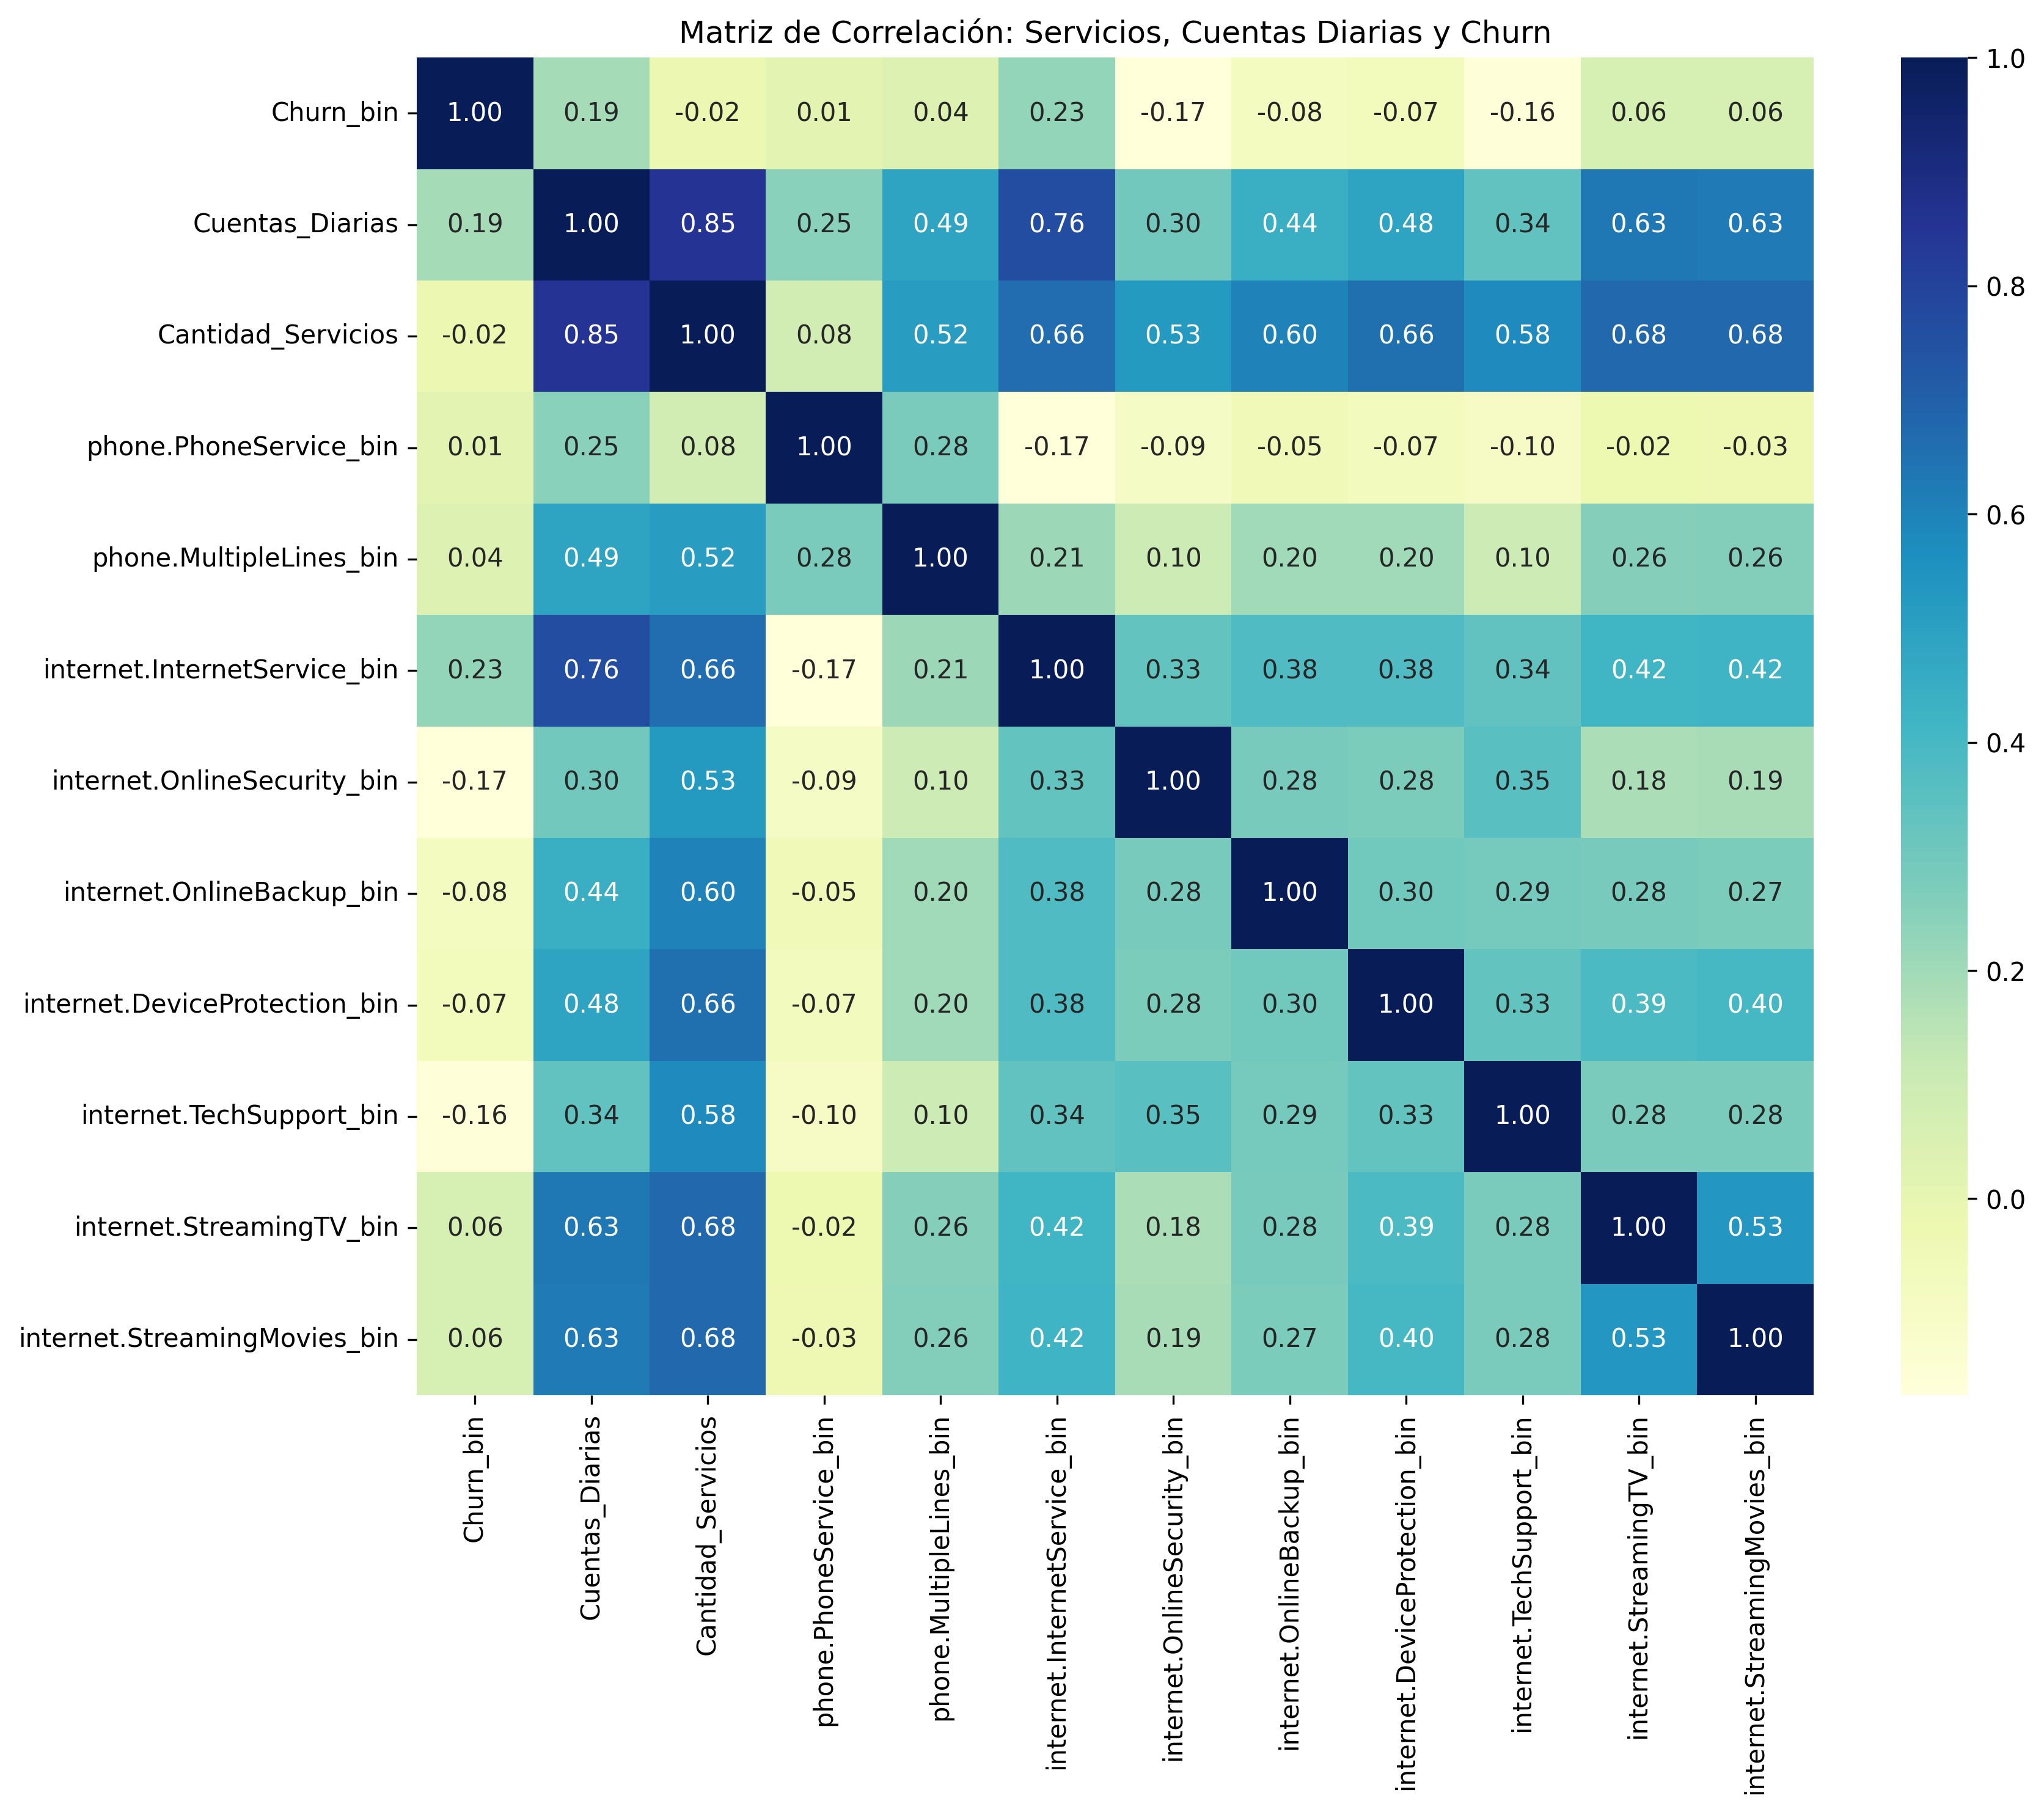 Matriz de Correlación: Servicios, Cuentas Diarias y Churn
Churn_bin 1.00 0.19 -0.02 0.01 0.04 0.23 -0.17 -0.08 -0.07 -0.16 0.06 0.06
Cuentas_Diarias 0.19 1.00 0.85 0.25 0.49 0.76 0.30 0.44 0.48 0.34 0.63 0.63
Cantidad_Servicios -0.02 0.85 1.00 0.08 0.52 0.66 0.53 0.60 0.66 0.58 0.68 0.68
phone.PhoneService_bin 0.01 0.25 0.08 1.00 0.28 -0.17 -0.09 -0.05 -0.07 -0.10 -0.02 -0.03
phone.MultipleLines_bin 0.04 0.49 0.52 0.28 1.00 0.21 0.10 0.20 0.20 0.10 0.26 0.26
internet.InternetService_bin 0.23 0.76 0.66 -0.17 0.21 1.00 0.33 0.38 0.38 0.34 0.42 0.42
internet.OnlineSecurity_bin -0.17 0.30 0.53 -0.09 0.10 0.33 1.00 0.28 0.28 0.35 0.18 0.19
internet.OnlineBackup_bin -0.08 0.44 0.60 -0.05 0.20 0.38 0.28 1.00 0.30 0.29 0.28 0.27
internet.DeviceProtection_bin -0.07 0.48 0.66 -0.07 0.20 0.38 0.28 0.30 1.00 0.33 0.39 0.40
internet.TechSupport_bin -0.16 0.34 0.58 -0.10 0.10 0.34 0.35 0.29 0.33 1.00 0.28 0.28
internet.StreamingTV_bin 0.06 0.63 0.68 -0.02 0.26 0.42 0.18 0.28 0.39 0.28 1.00 0.53
internet.StreamingMovies_bin 0.06 0.63 0.68 -0.03 0.26 0.42 0.19 0.27 0.40 0.28 0.53 1.00
Churn_bin
Cuentas_Diarias
Cantidad_Servicios
phone.PhoneService_bin
phone.MultipleLines_bin
internet.InternetService_bin
internet.OnlineSecurity_bin
internet.OnlineBackup_bin
internet.DeviceProtection_bin
internet.TechSupport_bin
internet.StreamingTV_bin
internet.StreamingMovies_bin
1.0
0.8
0.6
0.4
0.2
0.0